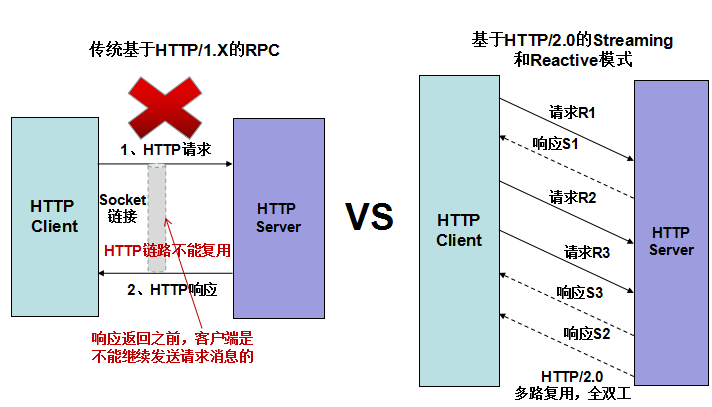 传统基于HTTP/1.X的RPC
HTTP
Client
1、HTTP请求
Socket
链接
HTTP链路不能复用
2、HTTP响应
HTTP
Server
响应返回之前，客户端是
不能继续发送请求消息的
VS
基于HTTP/2.0的Streaming
和Reactive模式
HTTP
Client
请求R1
响应S1
请求R2
请求R3
响应S3
响应S2
HTTP/2.0
多路复用，全双工
HTTP
Server